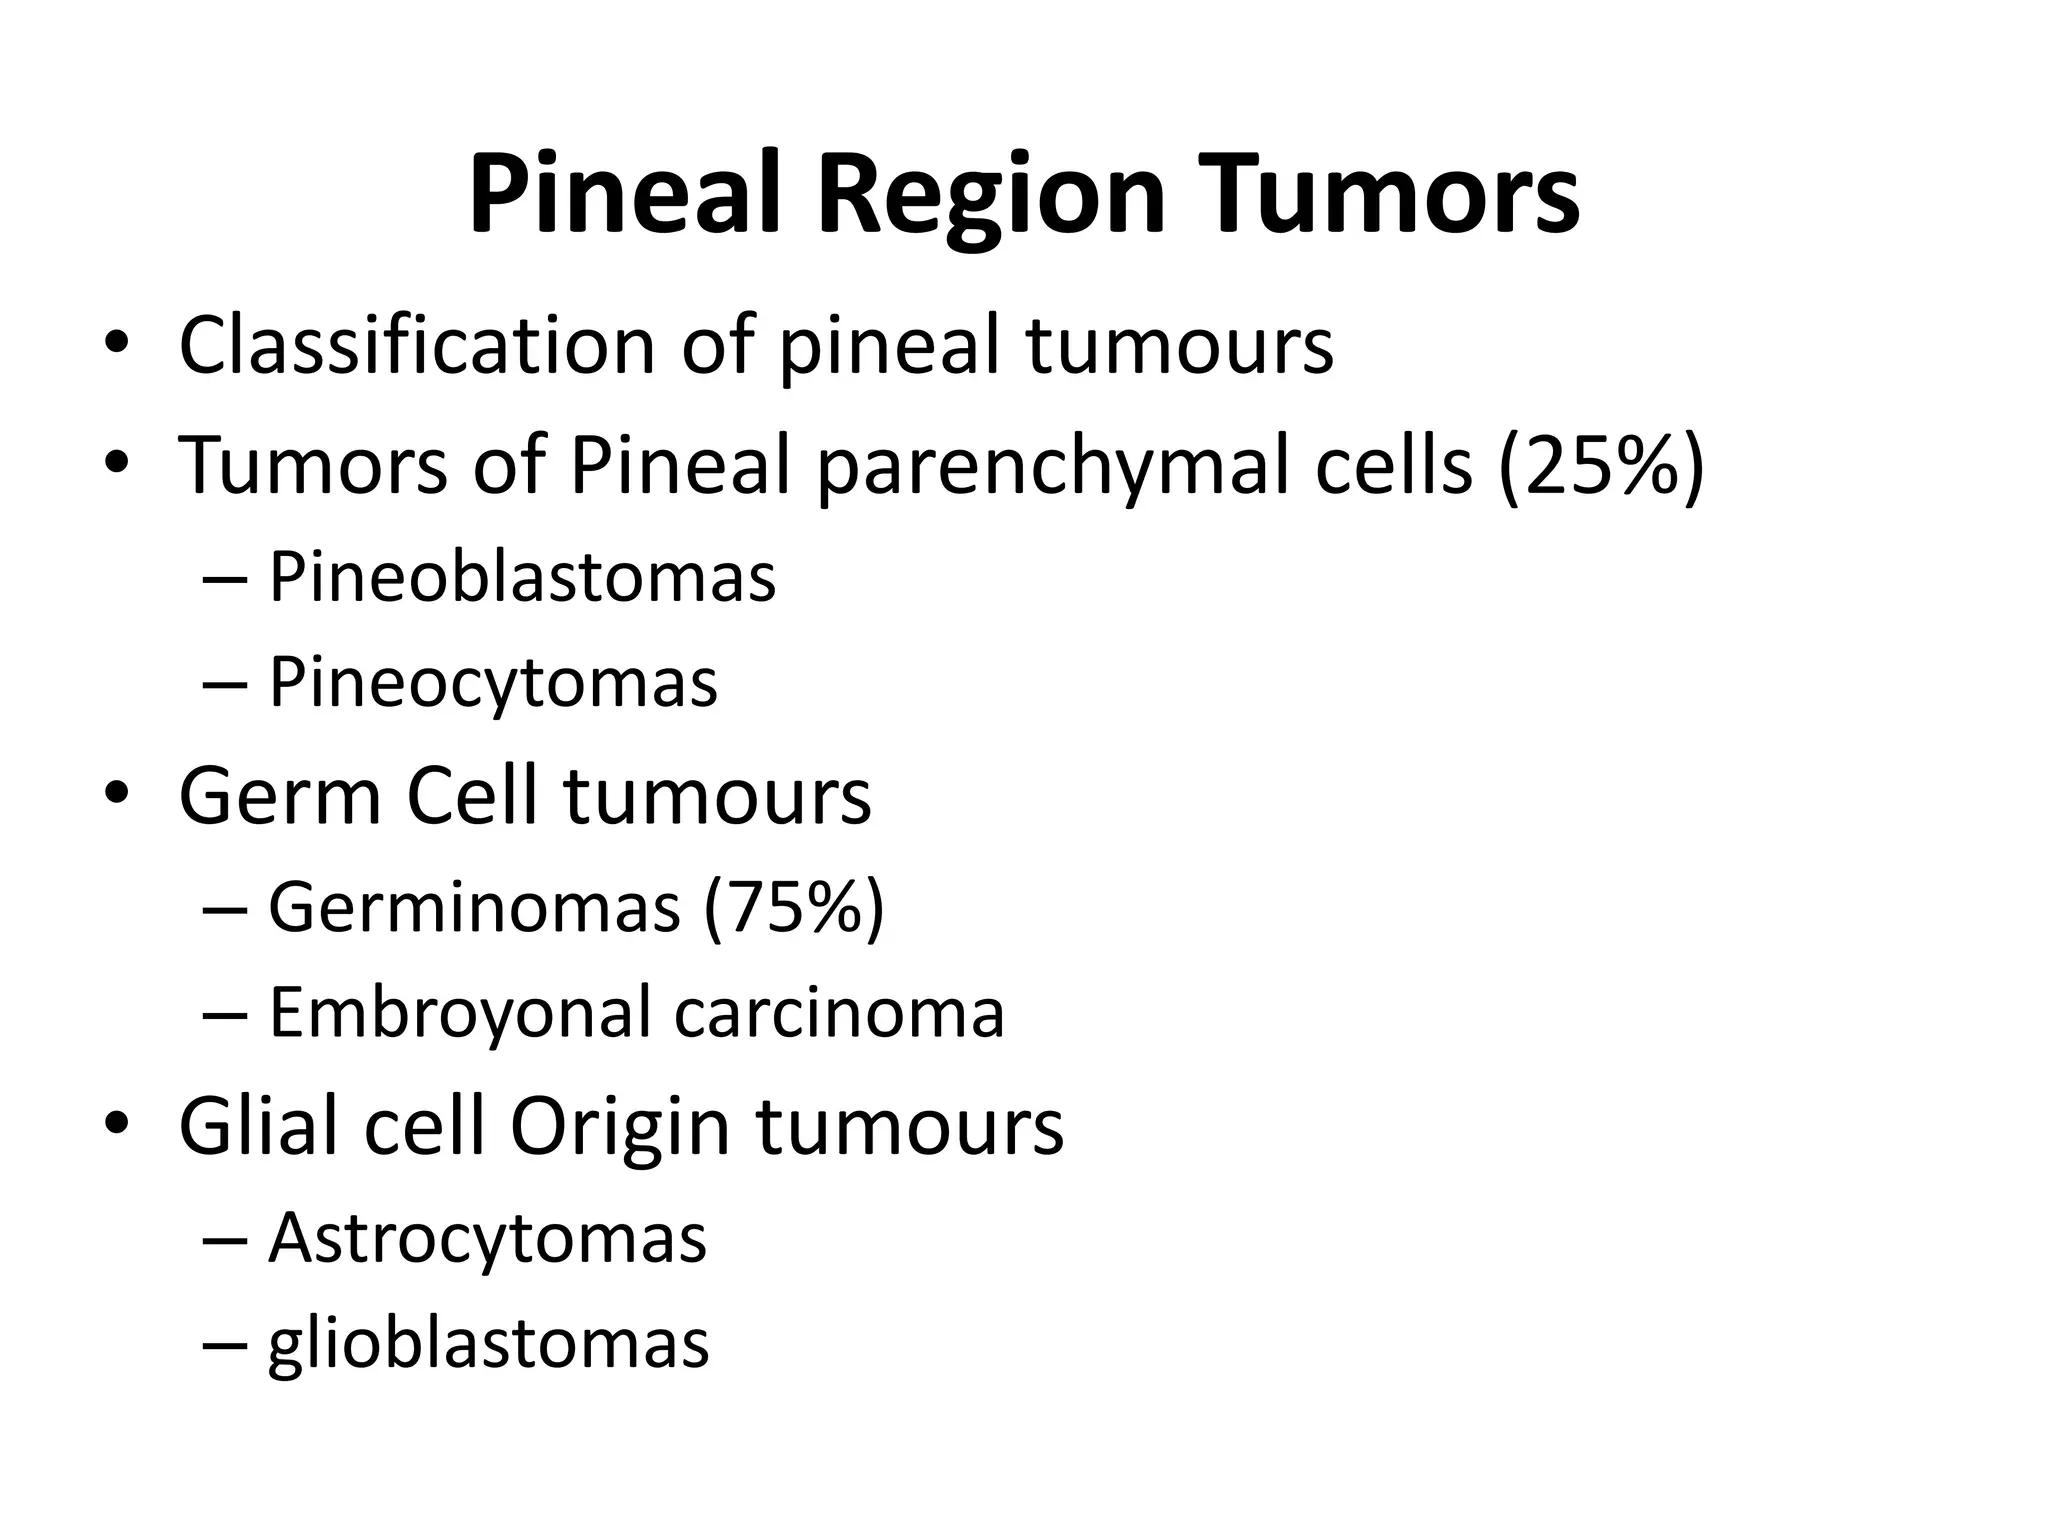 Pineal Region Tumors
• Classification of pineal tumours
• Tumors of Pineal parenchymal cells (25%)
– Pineoblastomas
– Pineocytomas
• Germ Cell tumours
– Germinomas (75%)
– Embroyonal carcinoma
• Glial cell Origin tumours
– Astrocytomas
– glioblastomas